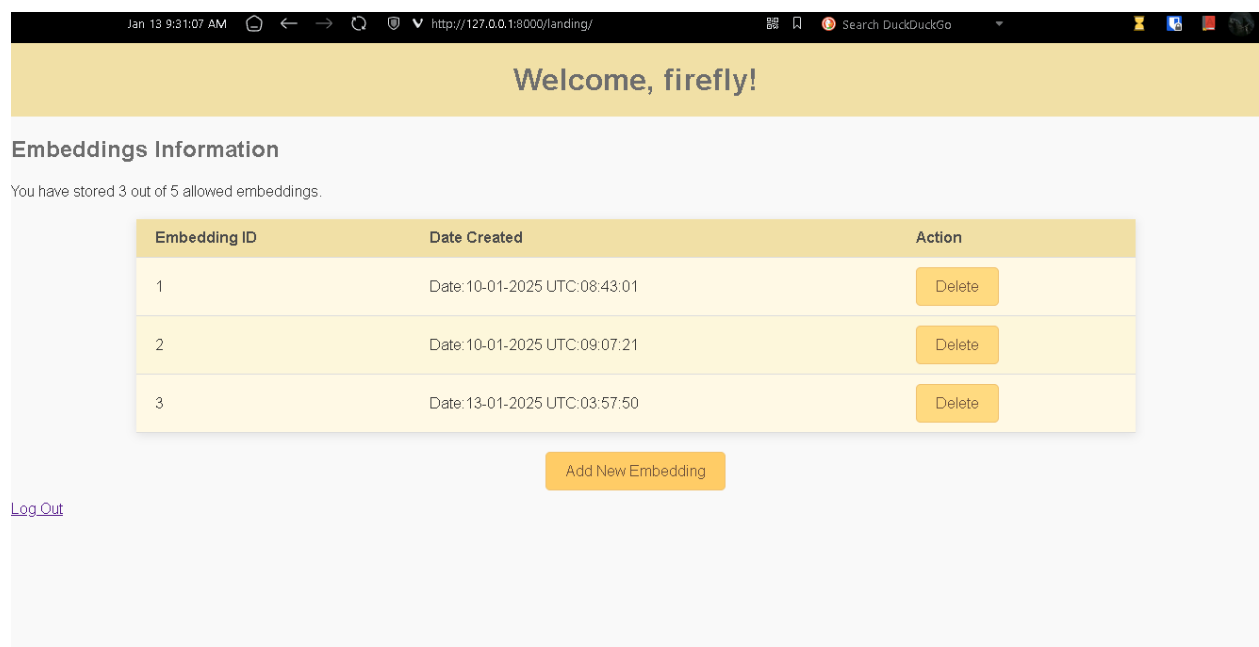 Jan 13 9:31:07 AM http://127.0.0.1:8000/landing/ Search DuckDuckGo
Welcome, firefly!
Embeddings Information
You have stored 3 out of 5 allowed embeddings.
Embedding ID Date Created Action
1 Date:10-01-2025 UTC:08:43:01 Delete
2 Date:10-01-2025 UTC:09:07:21 Delete
3 Date:13-01-2025 UTC:03:57:50 Delete
Add New Embedding
Log Out